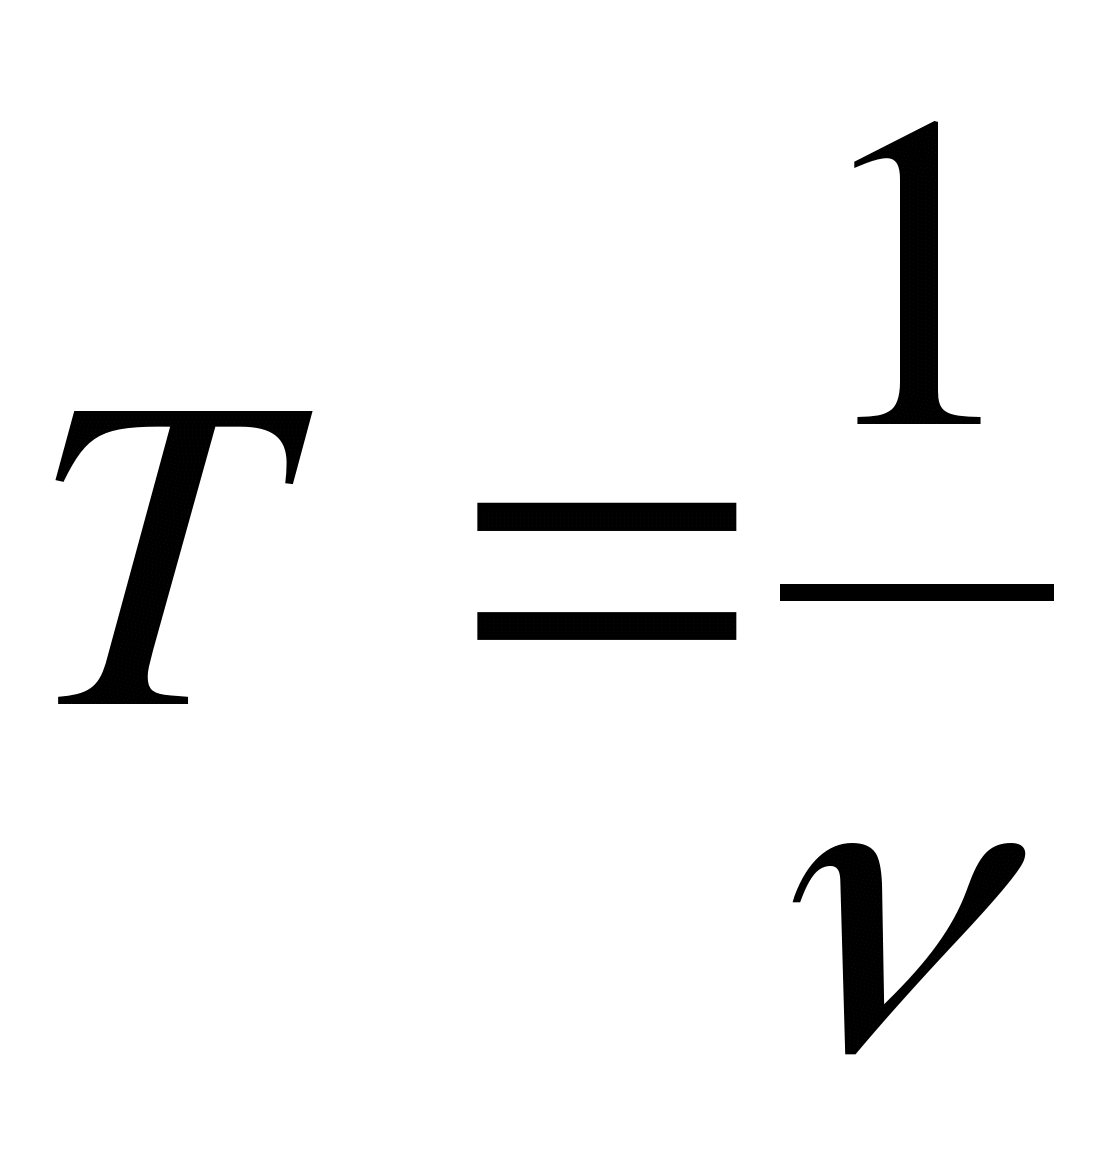 T = 1/ν